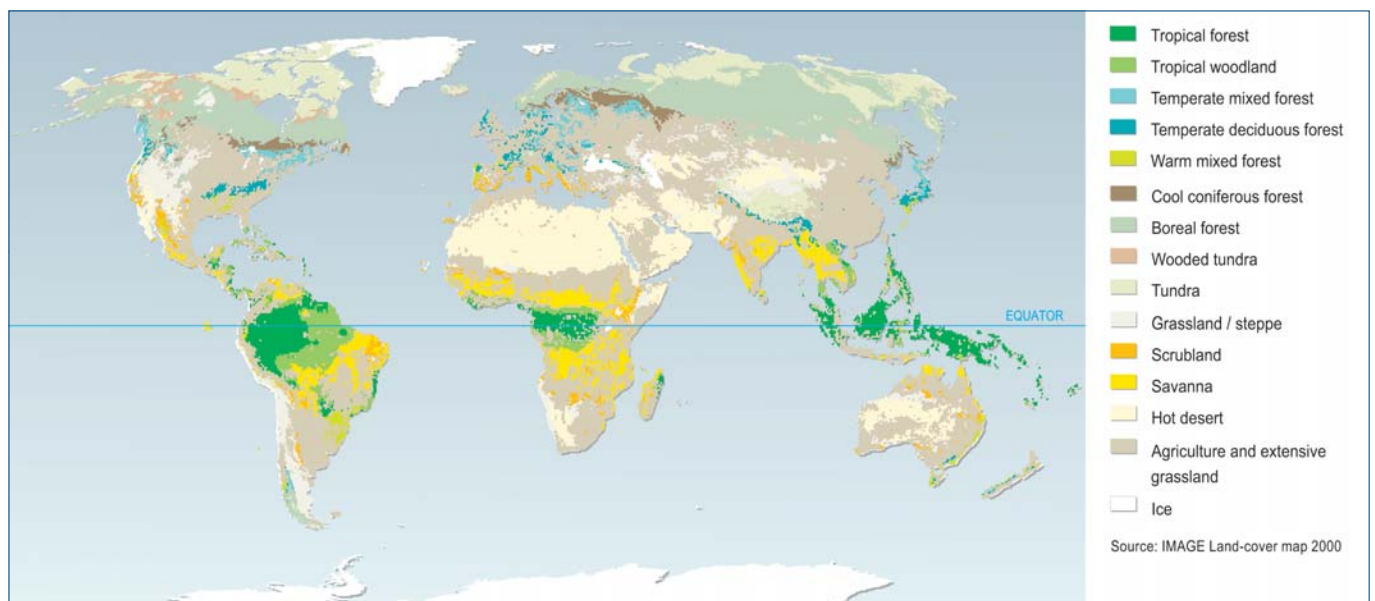 Tropical forest
Tropical woodland
Temperate mixed forest
Temperate deciduous forest
Warm mixed forest
Cool coniferous forest
Boreal forest
Wooded tundra
Tundra
Grassland / steppe
EQUATOR
Scrubland
Savanna
Hot desert
Agriculture and extensive
grassland
Ice
Source: IMAGE Land-cover map 2000